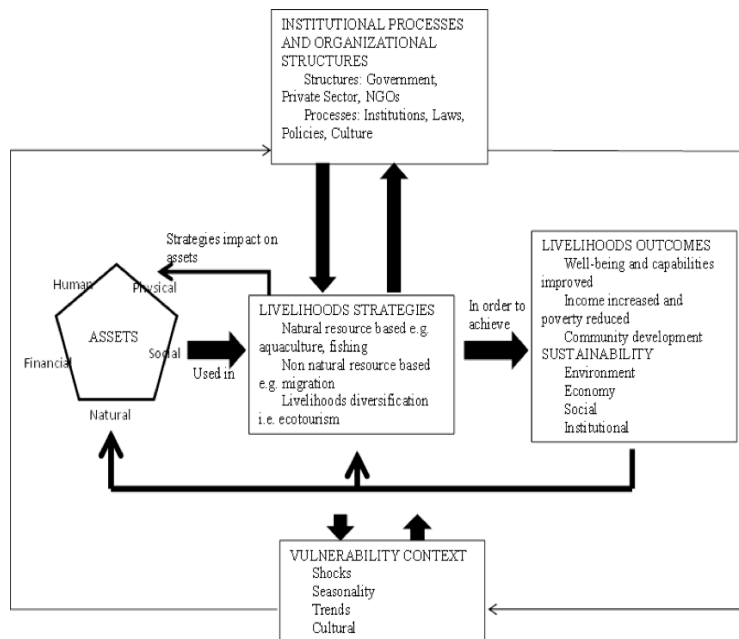 INSTITUTIONAL PROCESSES
AND ORGANIZATIONAL
STRUCTURES
Structures: Government,
Private Sector, NGOs
Processes: Institutions, Laws,
Policies, Culture
Strategies impact on
assets
Human
Physical
ASSETS
Financial
Social
Natural
Used in
LIVELIHOODS STRATEGIES
Natural resource based e.g.
aquaculture, fishing
Non natural resource based
e.g. migration
Livelihoods diversification
i.e. ecotourism
In order to
achieve
LIVELIHOODS OUTCOMES
Well-being and capabilities
improved
Income increased and
poverty reduced
Community development
SUSTAINABILITY
Environment
Economy
Social
Institutional
VULNERABILITY CONTEXT
Shocks
Seasonality
Trends
Cultural